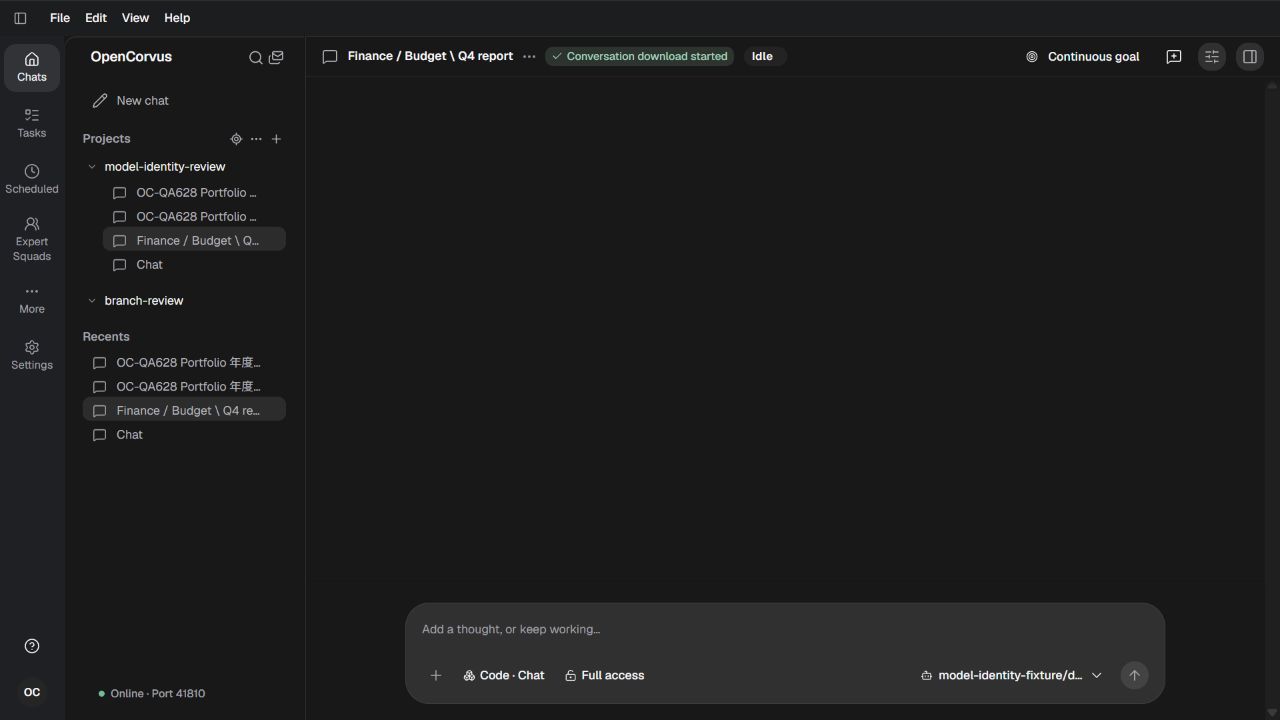 File Edit View Help
OpenCorvus
Finance / Budget \ Q4 report ... Conversation download started Idle
Continuous goal
Chats
Tasks
Scheduled
Expert
Squads
More
Settings
OC
New chat
Projects
model-identity-review
OC-QA628 Portfolio ...
OC-QA628 Portfolio ...
Finance / Budget \ Q...
Chat
branch-review
Recents
OC-QA628 Portfolio 年度...
OC-QA628 Portfolio 年度...
Finance / Budget \ Q4 re...
Chat
Online · Port 41810
Add a thought, or keep working...
Code · Chat Full access model-identity-fixture/d...